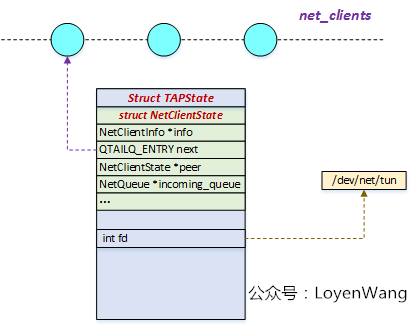 net_clients
Struct TAPState
struct NetClientState
NetClientInfo *info
QTAILQ_ENTRY next
NetClientState *peer
NetQueue *incoming_queue
...
int fd
/dev/net/tun
公众号：LoyenWang